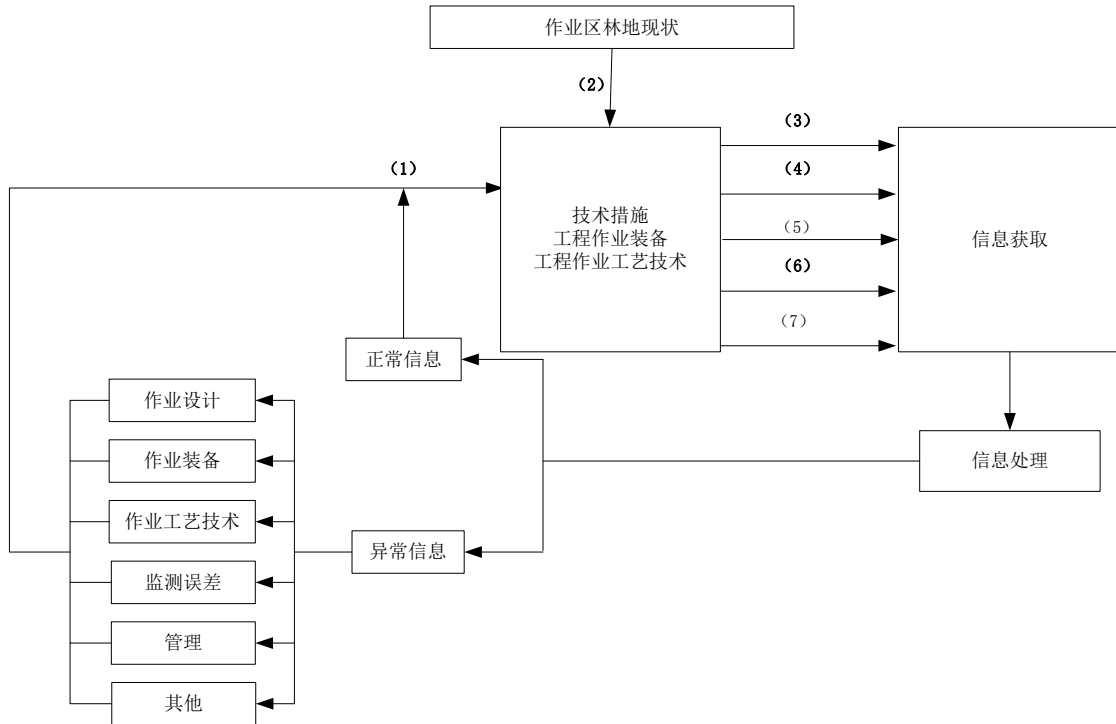 作业区林地现状
(2)
(3)
(1)
(4)
技术措施
工程作业装备
工程作业工艺技术
(5)
信息获取
(6)
(7)
正常信息
作业设计
作业装备
信息处理
作业工艺技术
异常信息
监测误差
管理
其他